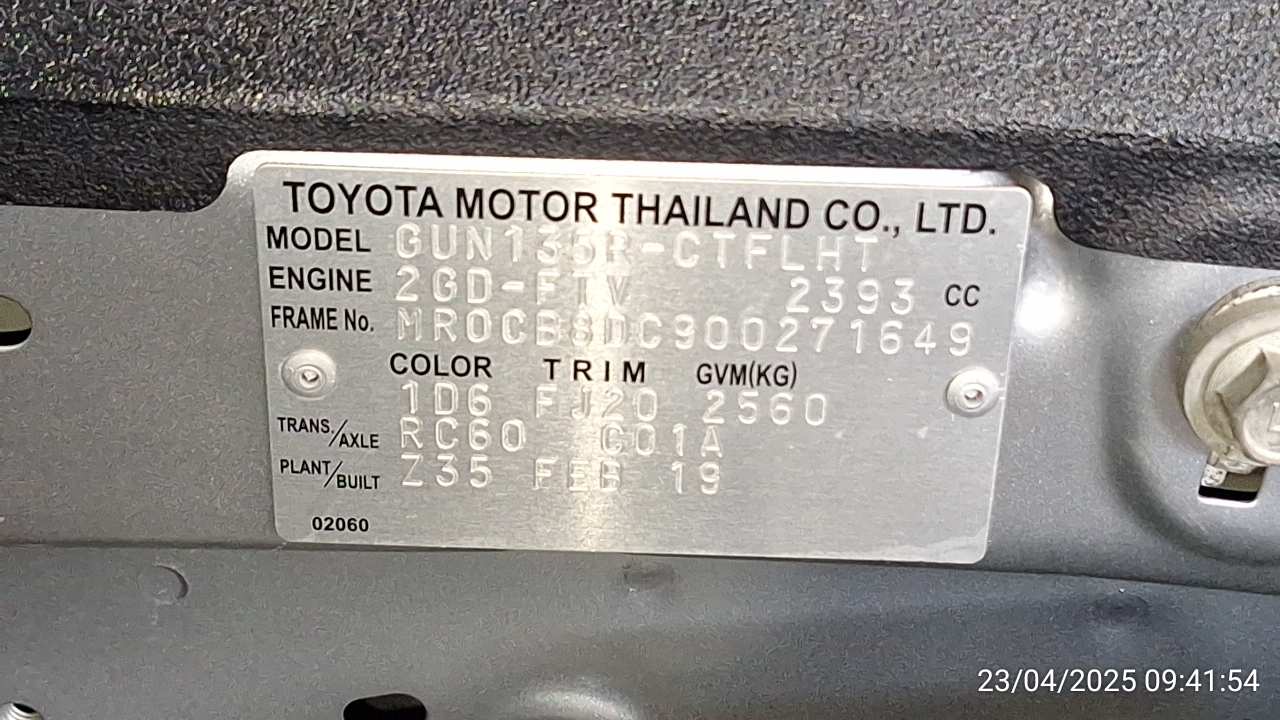 TOYOTA MOTOR THAILAND CO., LTD.
MODEL GUN135R-CTFLHT
ENGINE 2GD-FTV 2393 CC
FRAME No. MR0CB8DC900271649
COLOR TRIM GVM(KG)
1D6 FJ20 2560
TRANS./AXLE RC60 G01A
PLANT/BUILT Z35 FEB 19
02060
23/04/2025 09:41:54